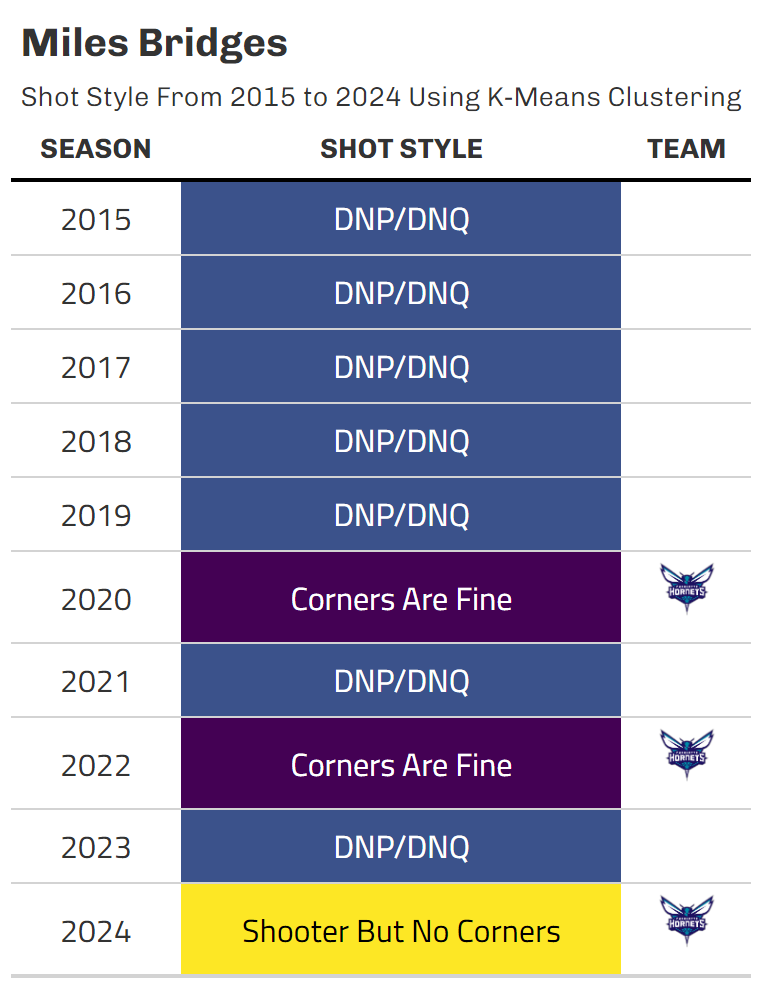 Miles Bridges
Shot Style From 2015 to 2024 Using K-Means Clustering
SEASON SHOT STYLE TEAM
2015 DNP/DNQ
2016 DNP/DNQ
2017 DNP/DNQ
2018 DNP/DNQ
2019 DNP/DNQ
2020 Corners Are Fine HORNETS
2021 DNP/DNQ
2022 Corners Are Fine HORNETS
2023 DNP/DNQ
2024 Shooter But No Corners HORNETS